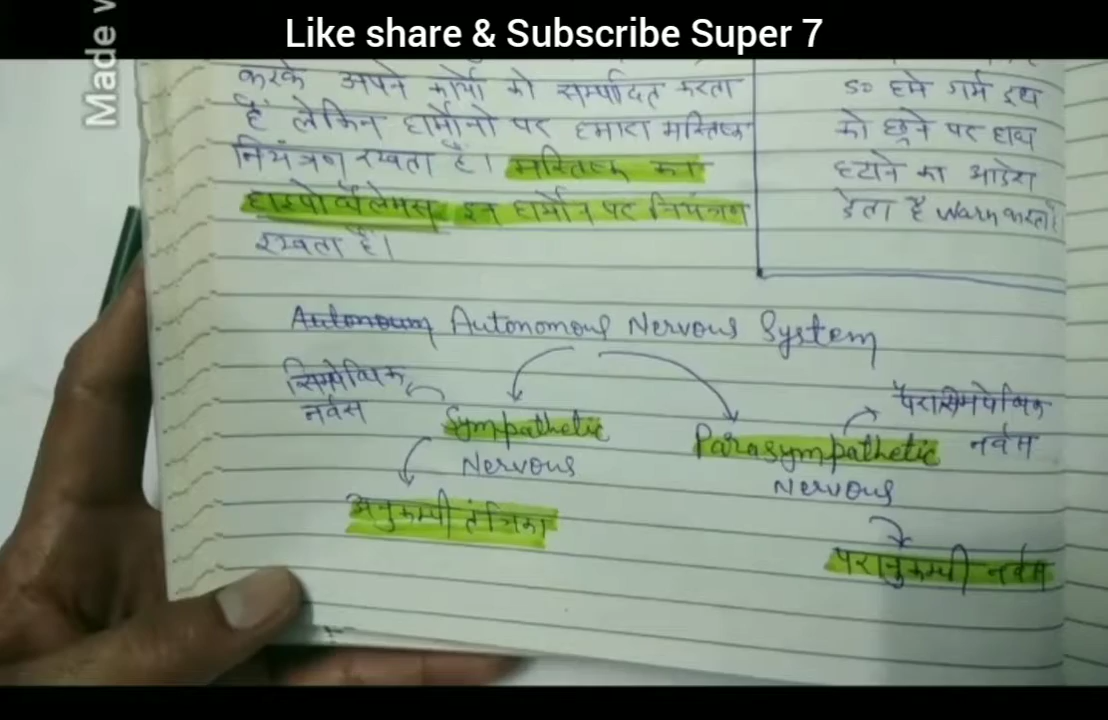 Like share & Subscribe Super 7
Made
करके अपने कार्यो को सम्पादित करता
है लेकिन हार्मोनो पर हमारा मस्तिष्क
नियंत्रण रखता है। मस्तिष्क का
हाइपोथैलेमस इन हार्मोन पर नियंत्रण
रखता है।
so हमे गर्म
को छूने पर हाथ
हटाने का आदेश
देता है warn करता है
Autonomous Nervous System
सिम्पेथिक
नर्वस
Sympathetic
Nervous
अनुकम्पी तंत्रिका
पैरासिमपेथिक
नर्वस
Parasympathetic
Nervous
परानुकम्पी नर्वस